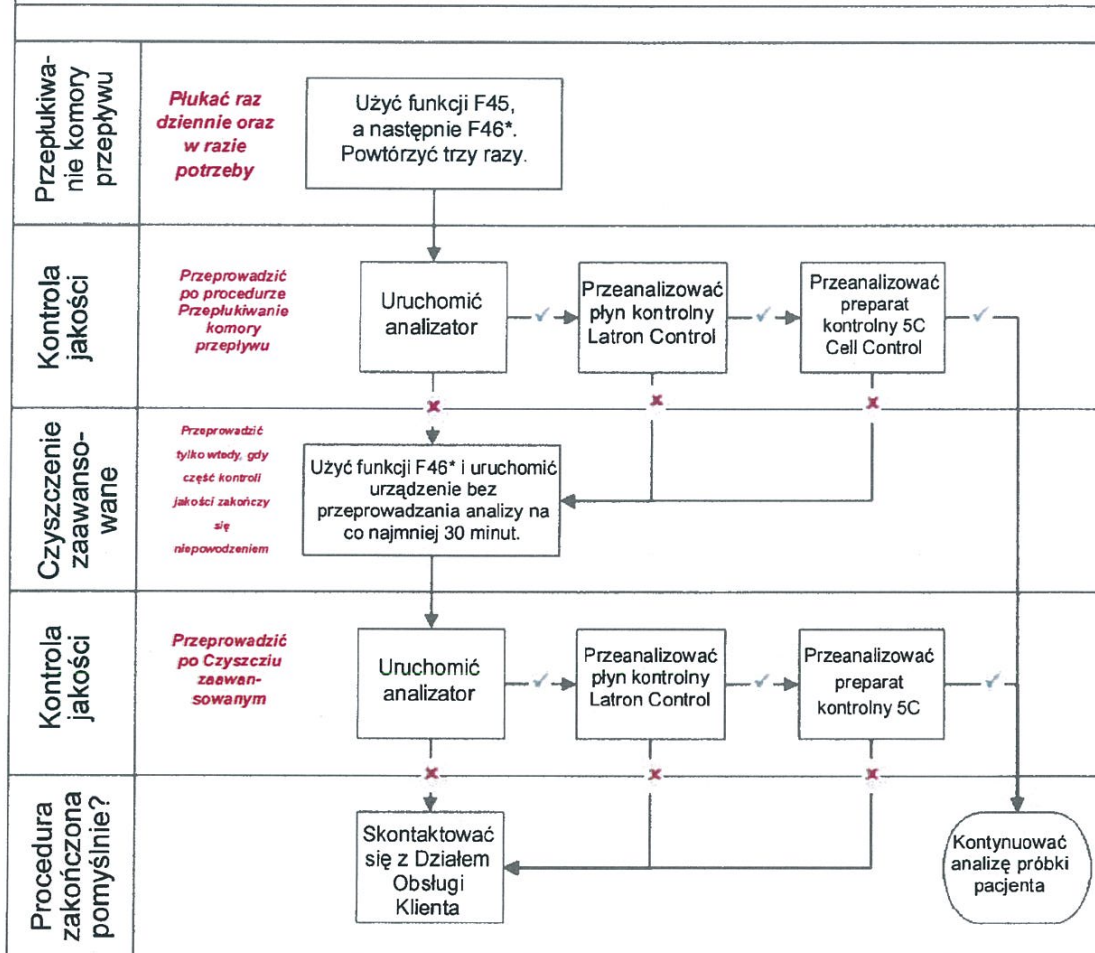 Przepłukiwa-
nie komory
przepływu
Płukać raz
dziennie oraz
w razie
potrzeby
Użyć funkcji F45,
a następnie F46*.
Powtórzyć trzy razy.
Kontrola
jakości
Przeprowadzić
po procedurze
Przepłukiwanie
komory
przepływu
Uruchomić
analizator
Przeanalizować
płyn kontrolny
Latron Control
Przeanalizować
preparat
kontrolny 5C
Cell Control
Czyszczenie
zaawanso-
wane
Przeprowadzić
tylko wtedy, gdy
część kontroli
jakości zakończy
się
niepowodzeniem
Użyć funkcji F46* i uruchomić
urządzenie bez
przeprowadzania analizy na
co najmniej 30 minut.
Kontrola
jakości
Przeprowadzić
po Czyszcziu
zaawan-
sowanym
Uruchomić
analizator
Przeanalizować
płyn kontrolny
Latron Control
Przeanalizować
preparat
kontrolny 5C
Procedura
zakończona
pomyślnie?
Skontaktować
się z Działem
Obsługi
Klienta
Kontynuować
analizę próbki
pacjenta